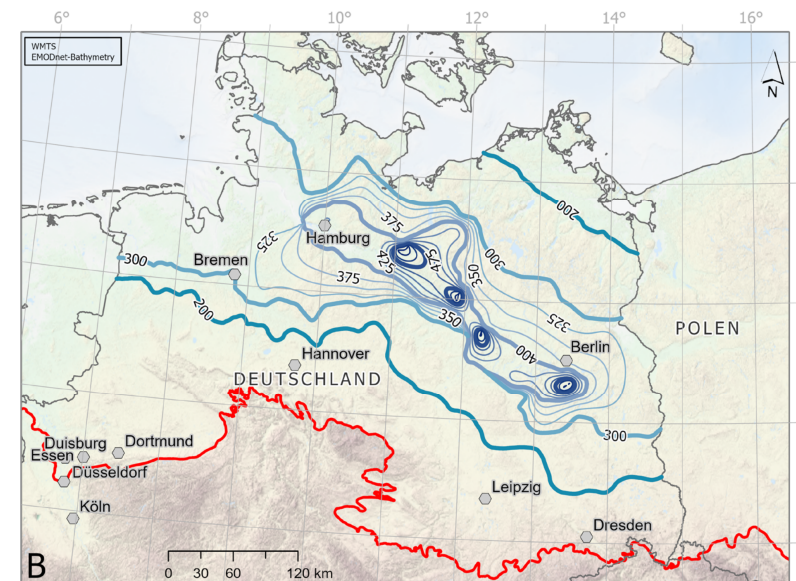 6° 8° 10° 12° 14° 16°
WMTS
EMODnet-Bathymetry
N
200
375
325
Hamburg
300
Bremen
425
475
350
300
375
200
350
325
POLEN
400
Berlin
Hannover
DEUTSCHLAND
300
Duisburg
Dortmund
Essen
Düsseldorf
Leipzig
Köln
Dresden
B
0 30 60 120 km